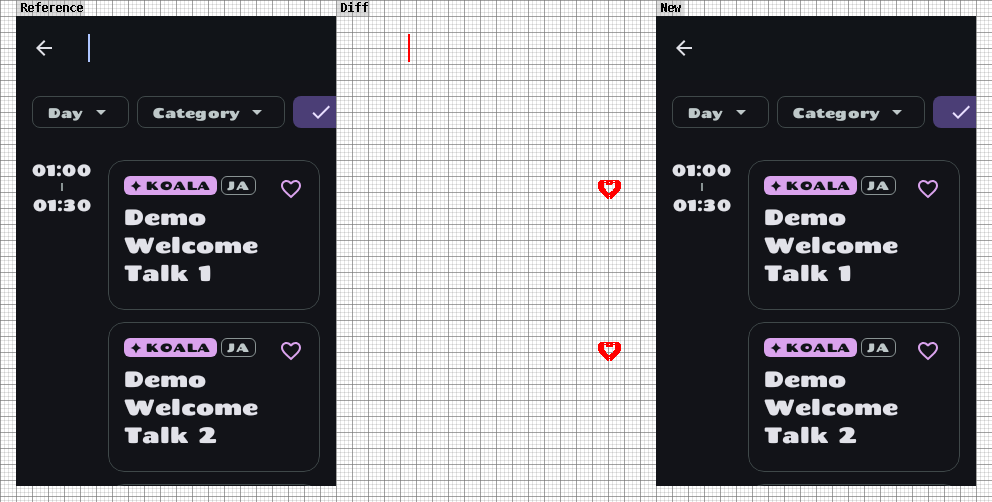 Reference
Diff
New
Day
Category
01:00
01:30
KOALA
JA
Demo
Welcome
Talk 1
KOALA
JA
Demo
Welcome
Talk 2
Day
Category
01:00
01:30
KOALA
JA
Demo
Welcome
Talk 1
KOALA
JA
Demo
Welcome
Talk 2